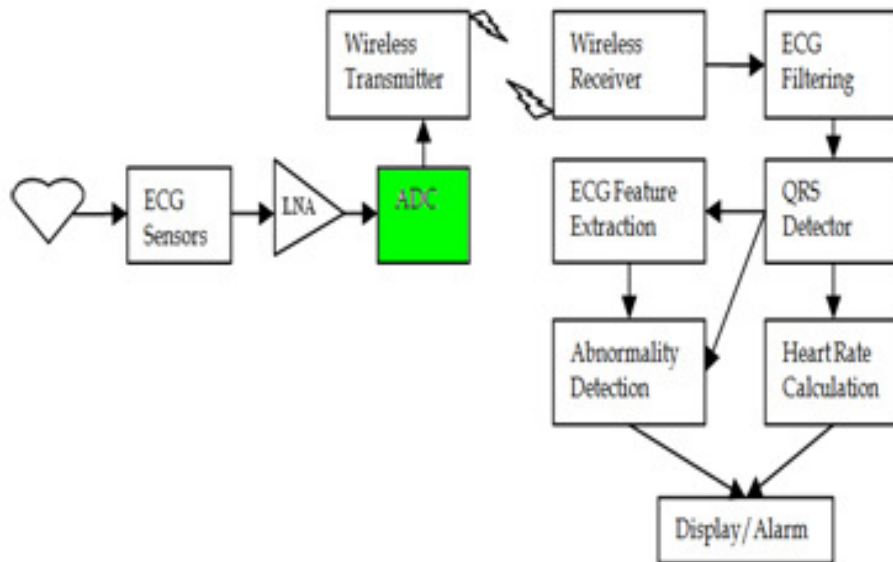 Wireless
Transmitter
Wireless
Receiver
ECG
Filtering
ECG
Sensors
LNA
ADC
ECG Feature
Extraction
QRS
Detector
Abnormality
Detection
Heart Rate
Calculation
Display/Alarm